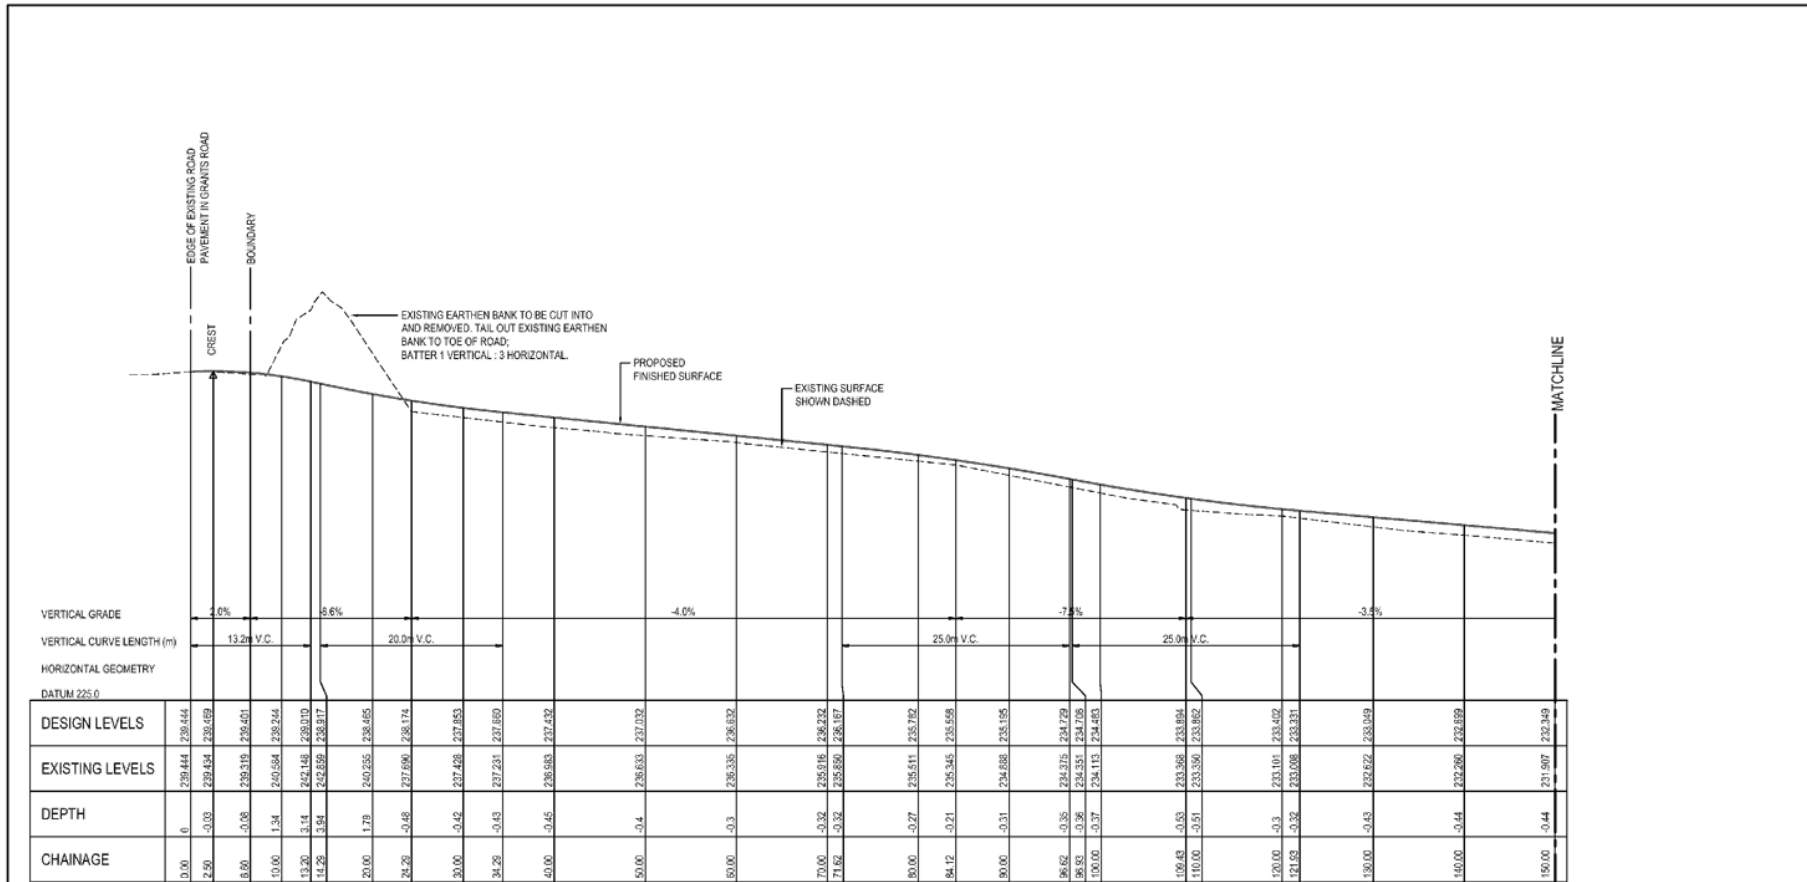 EDGE OF EXISTING ROAD
PAVEMENT IN GRANTS ROAD
BOUNDARY
CREST
EXISTING EARTHEN BANK TO BE CUT INTO
AND REMOVED. TAIL OUT EXISTING EARTHEN
BANK TO TOE OF ROAD;
BATTER 1 VERTICAL : 3 HORIZONTAL.
PROPOSED
FINISHED SURFACE
EXISTING SURFACE
SHOWN DASHED
MATCHLINE
VERTICAL GRADE 2.0% -6.6% -4.0% -7.5% -3.5%
VERTICAL CURVE LENGTH (m) 13.2m V.C. 20.0m V.C. 25.0m V.C. 25.0m V.C.
HORIZONTAL GEOMETRY
DATUM 225.0
DESIGN LEVELS 239.444 239.469 239.401 239.244 239.010 238.917 238.465 238.174 237.853 237.660 237.432 237.032 236.632 236.232 236.167 235.782 235.558 235.195 234.729 234.706 234.483 233.894 233.862 233.402 233.331 233.049 232.699 232.349
EXISTING LEVELS 239.444 239.434 239.319 240.584 242.148 242.859 240.255 237.690 237.428 237.231 236.983 236.633 236.335 235.916 235.850 235.511 235.345 234.888 234.375 234.351 234.113 233.368 233.350 233.101 233.008 232.622 232.260 231.907
DEPTH 0 -0.03 -0.08 1.34 3.14 3.94 1.79 -0.48 -0.42 -0.43 -0.45 -0.4 -0.3 -0.32 -0.32 -0.27 -0.21 -0.31 -0.35 -0.36 -0.37 -0.53 -0.51 -0.3 -0.32 -0.43 -0.44 -0.44
CHAINAGE 0.00 2.50 6.60 10.00 13.20 14.29 20.00 24.29 30.00 34.29 40.00 50.00 60.00 70.00 71.62 80.00 84.12 90.00 96.62 96.93 100.00 109.43 110.00 120.00 121.93 130.00 140.00 150.00